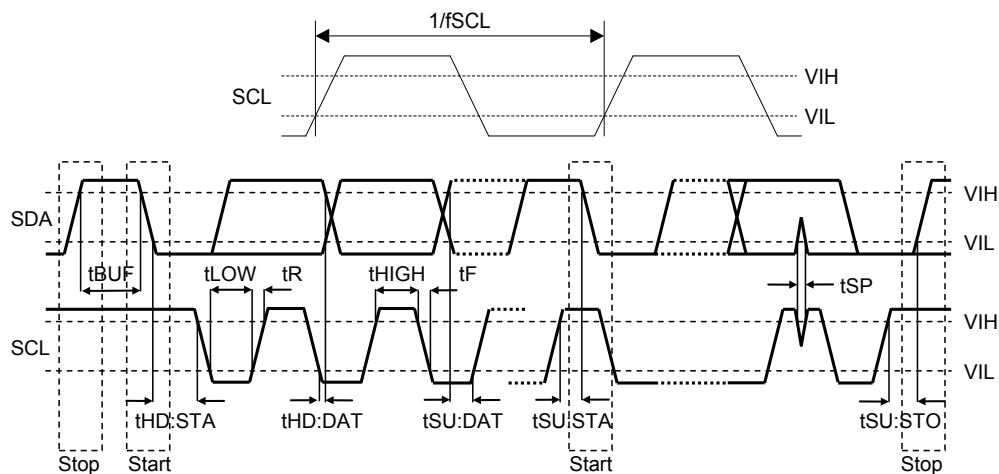 1/fSCL
VIH
SCL
VIL
VIH
SDA
VIL
tBUF
tLOW
tR
tHIGH
tF
tSP
VIH
SCL
VIL
tHD:STA
tHD:DAT
tSU:DAT
tSU:STA
tSU:STO
Stop
Start
Start
Stop